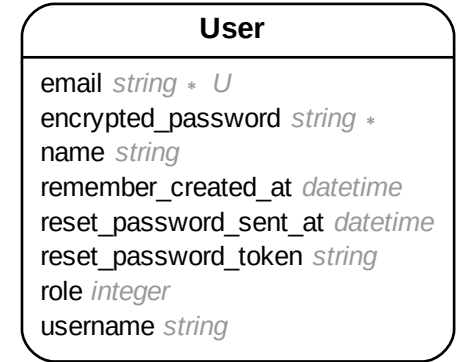 User
email string * U
encrypted_password string *
name string
remember_created_at datetime
reset_password_sent_at datetime
reset_password_token string
role integer
username string